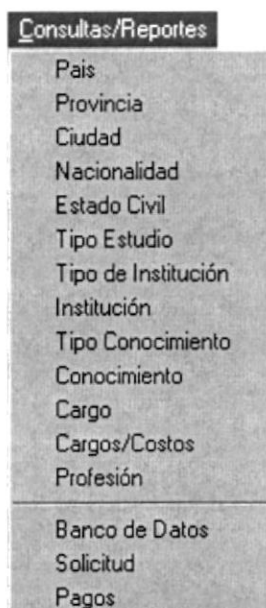 Consultas/Reportes
Pais
Provincia
Ciudad
Nacionalidad
Estado Civil
Tipo Estudio
Tipo de Institución
Institución
Tipo Conocimiento
Conocimiento
Cargo
Cargos/Costos
Profesión
Banco de Datos
Solicitud
Pagos